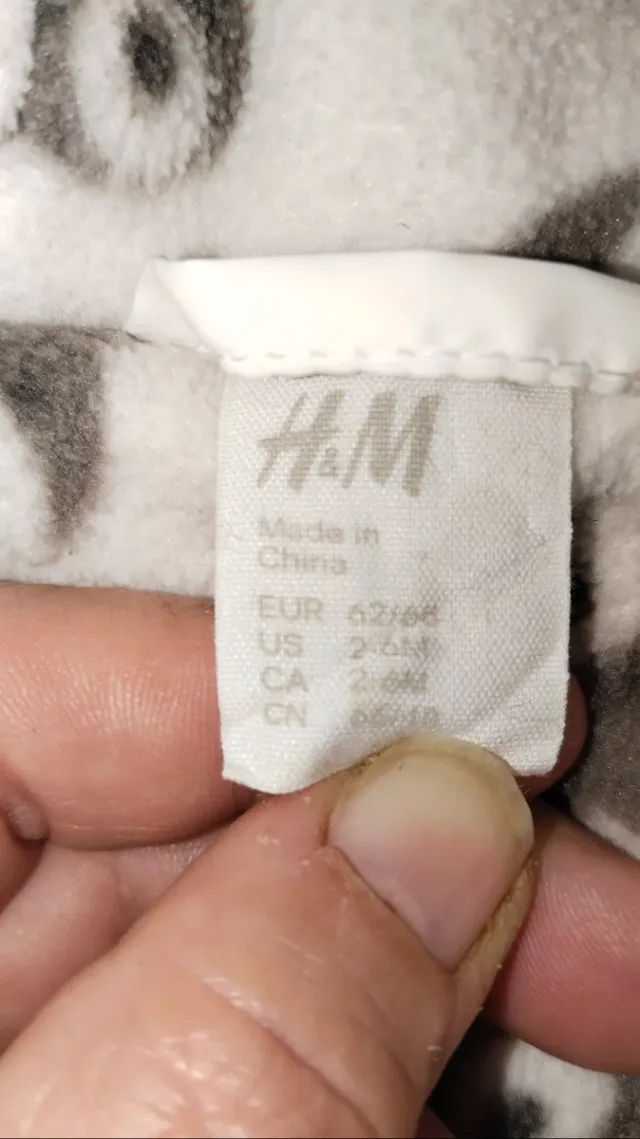 H&M
Made in
China
EUR 62/68
US 2-6M
CA 2-6M
CN